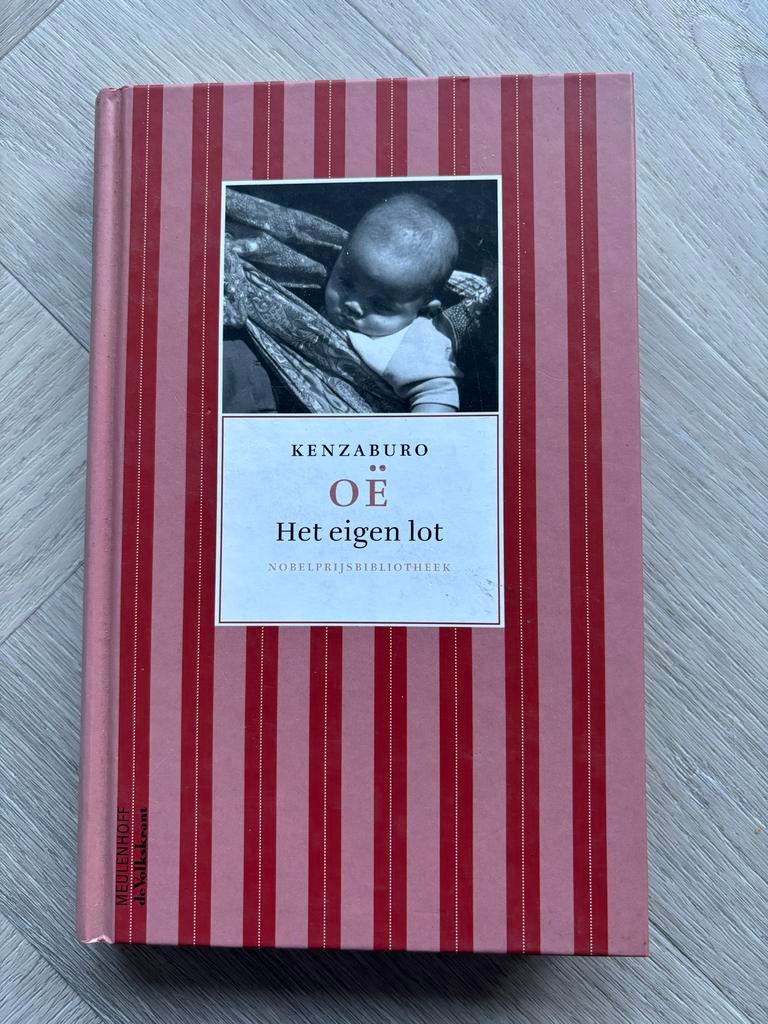 KENZABURO
OË
Het eigen lot
NOBELPRIJSBIBLIOTHEEK
MEULENHOFF
de Volkskrant